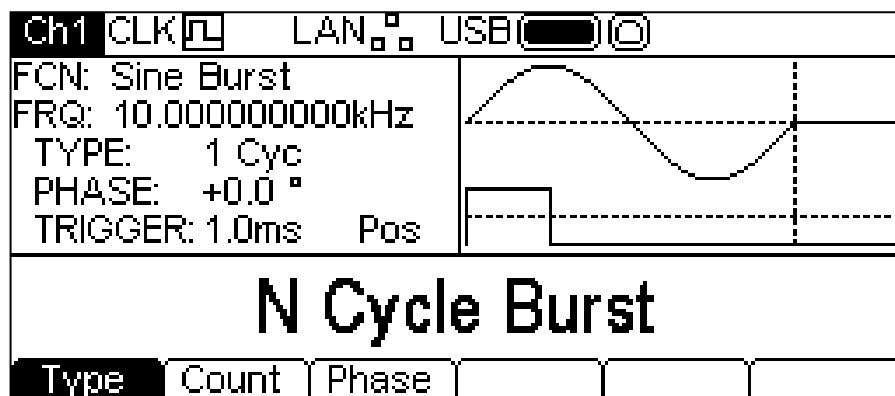 Ch1 CLK LAN USB
FCN: Sine Burst
FRQ: 10.000000000kHz
TYPE: 1 Cyc
PHASE: +0.0 °
TRIGGER: 1.0ms Pos
N Cycle Burst
Type Count Phase